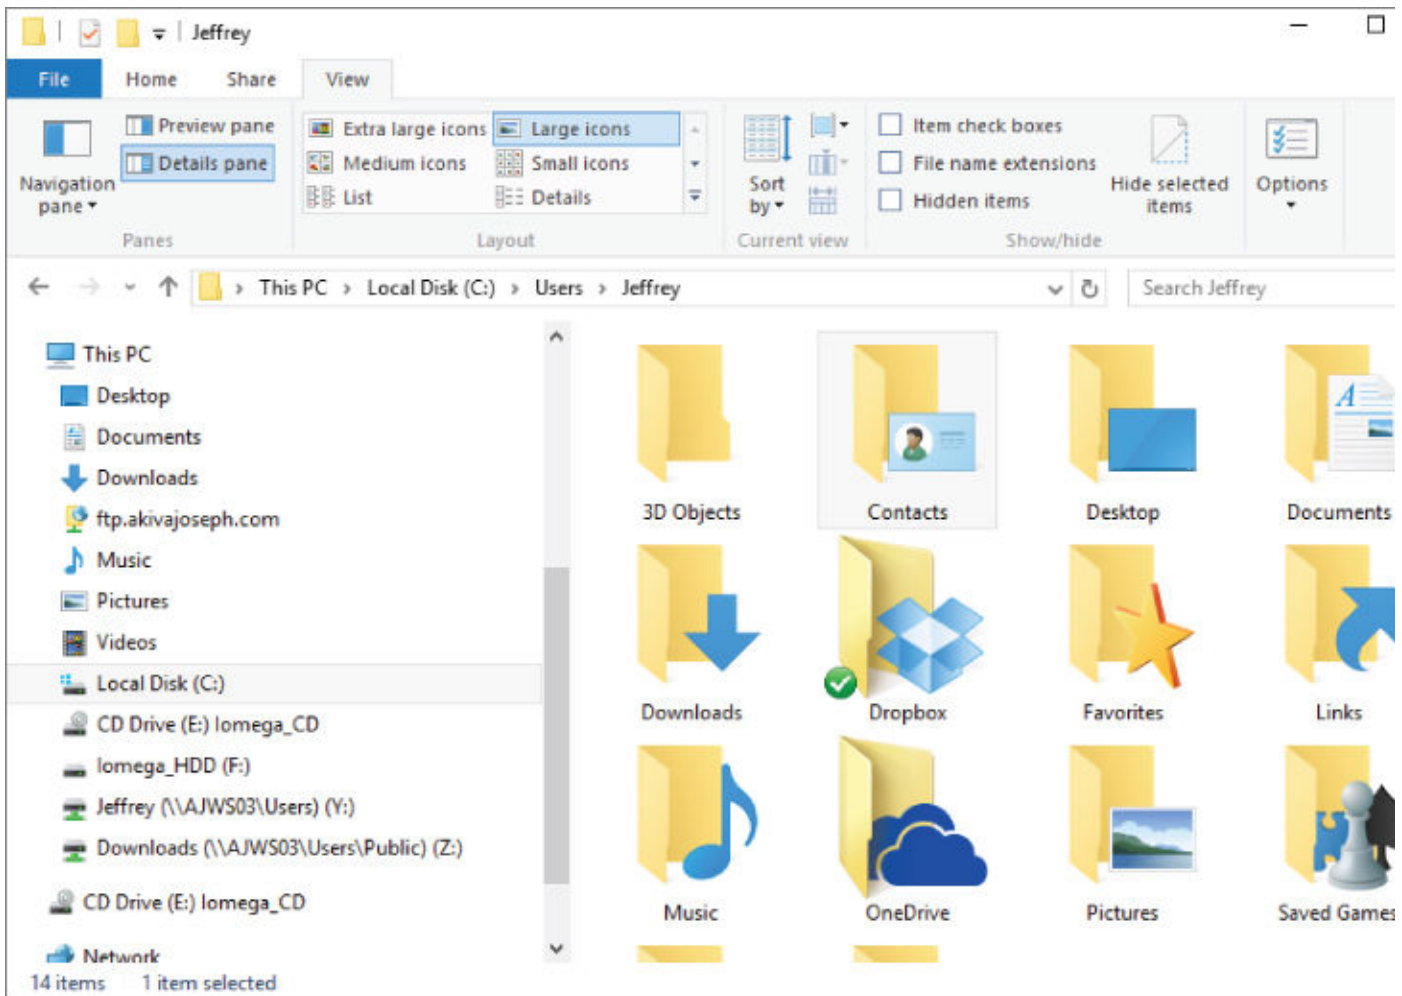 Jeffrey
File Home Share View
Preview pane
Details pane
Navigation
pane
Panes
Extra large icons Large icons
Medium icons Small icons
List Details
Layout
Sort
by
Current view
Item check boxes
File name extensions
Hidden items
Hide selected
items
Show/hide
Options
This PC > Local Disk (C:) > Users > Jeffrey
Search Jeffrey
This PC
Desktop
Documents
Downloads
ftp.akivajoseph.com
Music
Pictures
Videos
Local Disk (C:)
CD Drive (E:) Iomega_CD
Iomega_HDD (F:)
Jeffrey (\\AJWS03\Users) (Y:)
Downloads (\\AJWS03\Users\Public) (Z:)
CD Drive (E:) Iomega_CD
Network
3D Objects Contacts Desktop Documents
Downloads Dropbox Favorites Links
Music OneDrive Pictures Saved Games
14 items 1 item selected